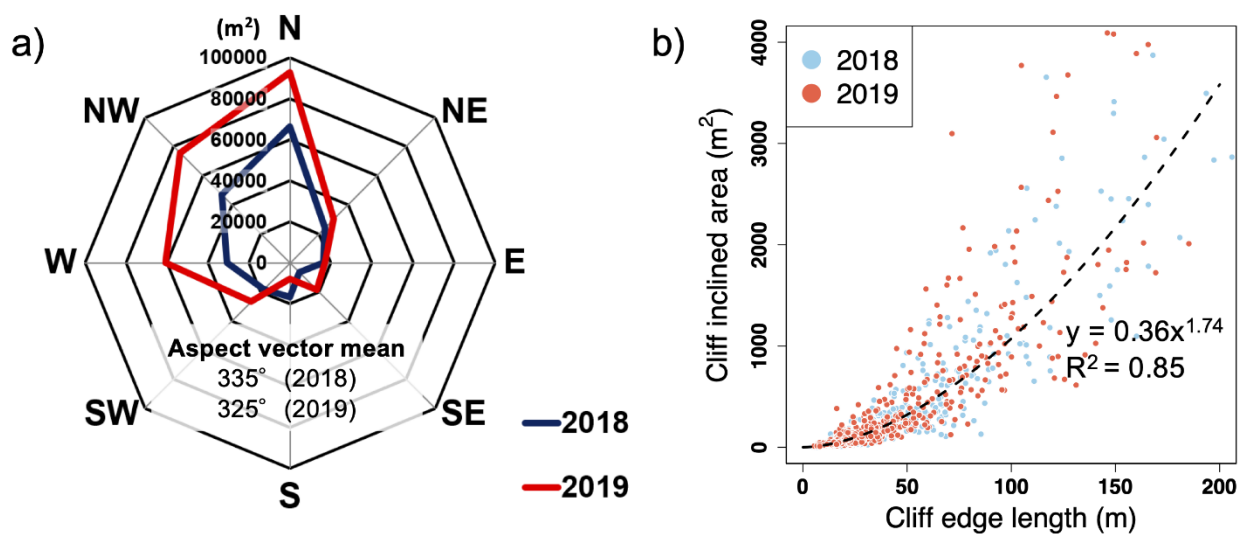 a)
(m²)
N
100000
80000
60000
40000
20000
0
NW
NE
W
E
SW
SE
S
Aspect vector mean
335° (2018)
325° (2019)
2018
2019
b)
2018
2019
Cliff inclined area (m²)
4000
3000
2000
1000
0
y = 0.36x^1.74
R² = 0.85
0 50 100 150 200
Cliff edge length (m)